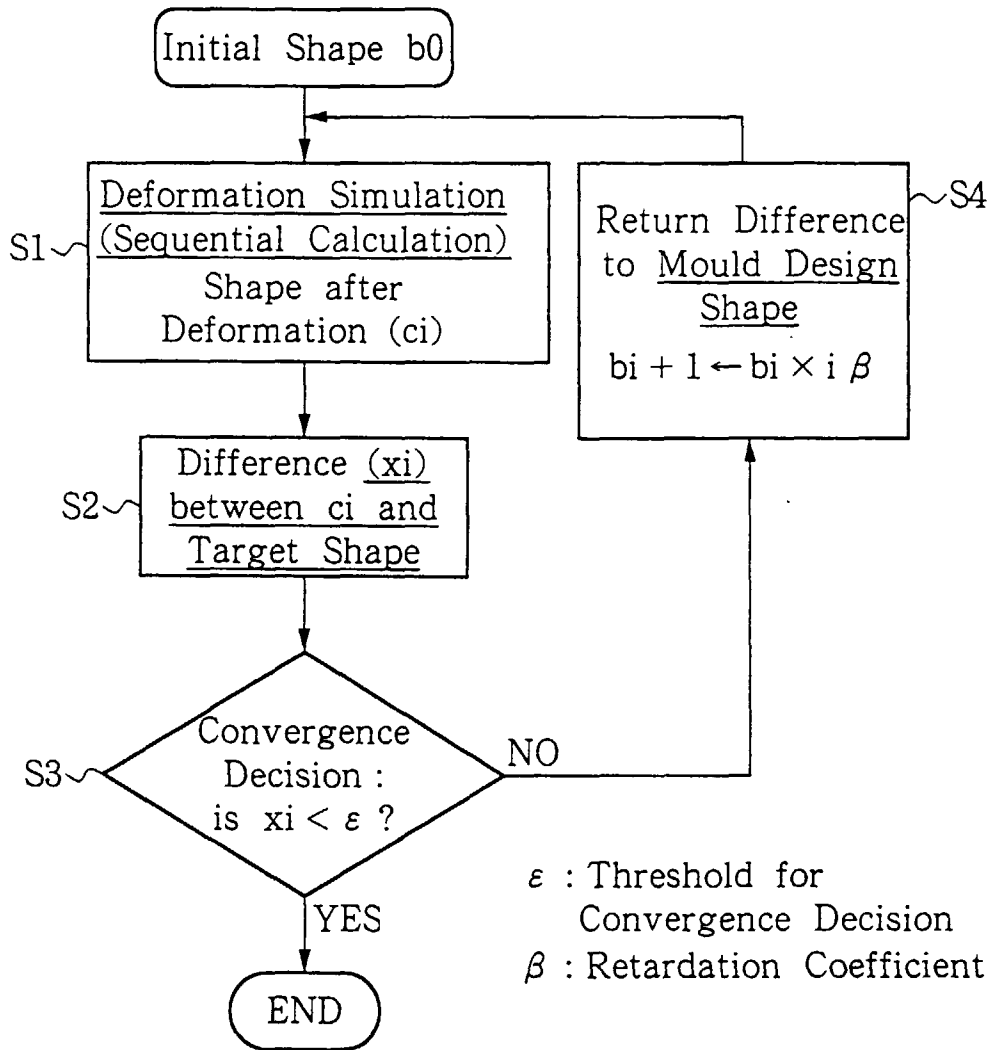 Initial Shape b0
S1
Deformation Simulation
(Sequential Calculation)
Shape after
Deformation (ci)
S2
Difference (xi)
between ci and
Target Shape
S3
Convergence
Decision :
is xi < ε ?
NO
YES
END
S4
Return Difference
to Mould Design
Shape
bi + 1 ← bi × i β
ε : Threshold for
Convergence Decision
β : Retardation Coefficient